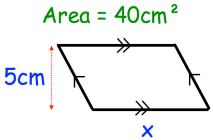 Area = 40cm²
5cm
x